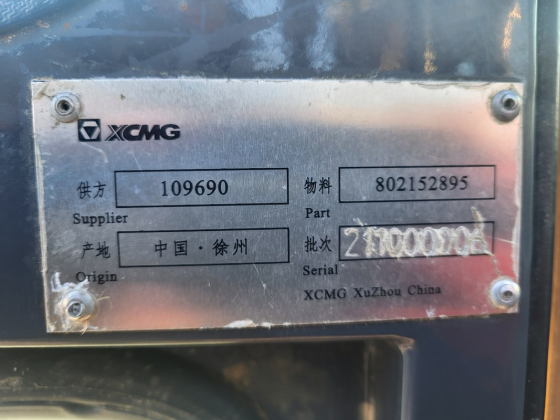 XCMG
供方 109690 物料 802152895
Supplier Part
产地 中国·徐州 批次
Origin Serial
XCMG XuZhou China